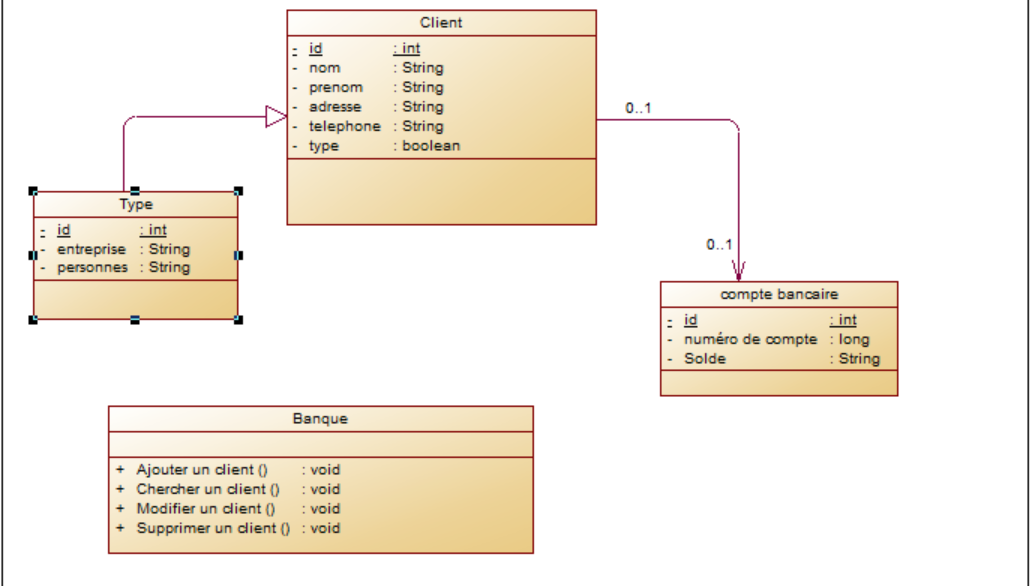 Client
- id : int
- nom : String
- prenom : String
- adresse : String
- telephone : String
- type : boolean
0..1
Type
- id : int
- entreprise : String
- personnes : String
0..1
compte bancaire
- id : int
- numéro de compte : long
- Solde : String
Banque
+ Ajouter un client () : void
+ Chercher un client () : void
+ Modifier un client () : void
+ Supprimer un client () : void